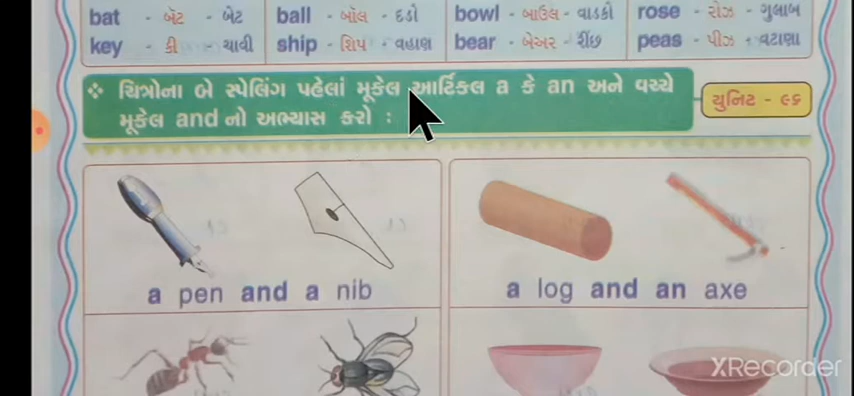 bat - બૅટ - બેટ
ball - બૉલ - દડો
bowl - બાઉલ - વાડકો
rose - રોઝ - ગુલાબ
key - કી - ચાવી
ship - શિપ - વહાણ
bear - બેઅર - રીંછ
peas - પીઝ - વટાણા
❖ ચિત્રોના બે સ્પેલિંગ પહેલાં મૂકેલ આર્ટિકલ a કે an અને વચ્ચે
મૂકેલ and નો અભ્યાસ કરો :
યુનિટ - ૯૬
a pen and a nib
a log and an axe
XRecorder